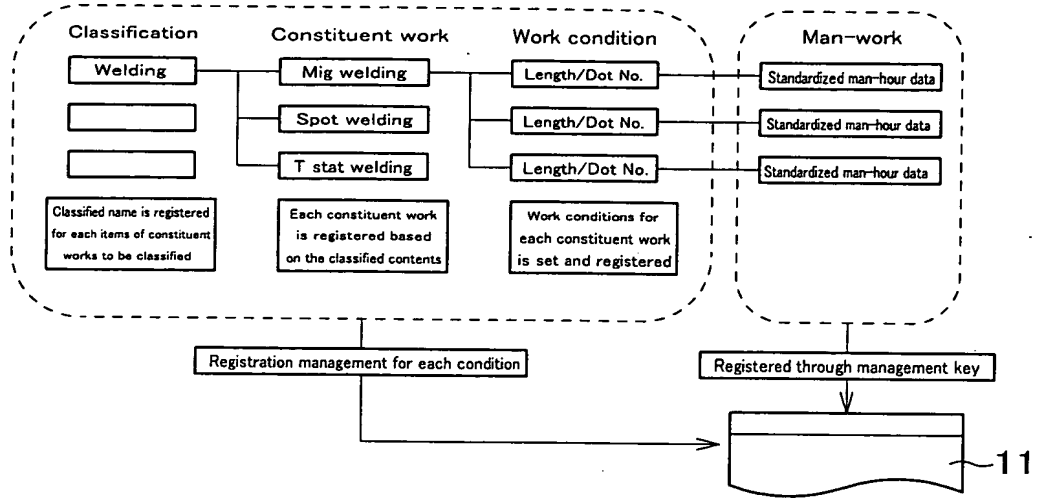 Classification
Constituent work
Work condition
Man-work
Welding
Mig welding
Length/Dot No.
Standardized man-hour data
Spot welding
Length/Dot No.
Standardized man-hour data
T stat welding
Length/Dot No.
Standardized man-hour data
Classified name is registered
for each items of constituent
works to be classified
Each constituent work
is registered based
on the classified contents
Work conditions for
each constituent work
is set and registered
Registration management for each condition
Registered through management key
11